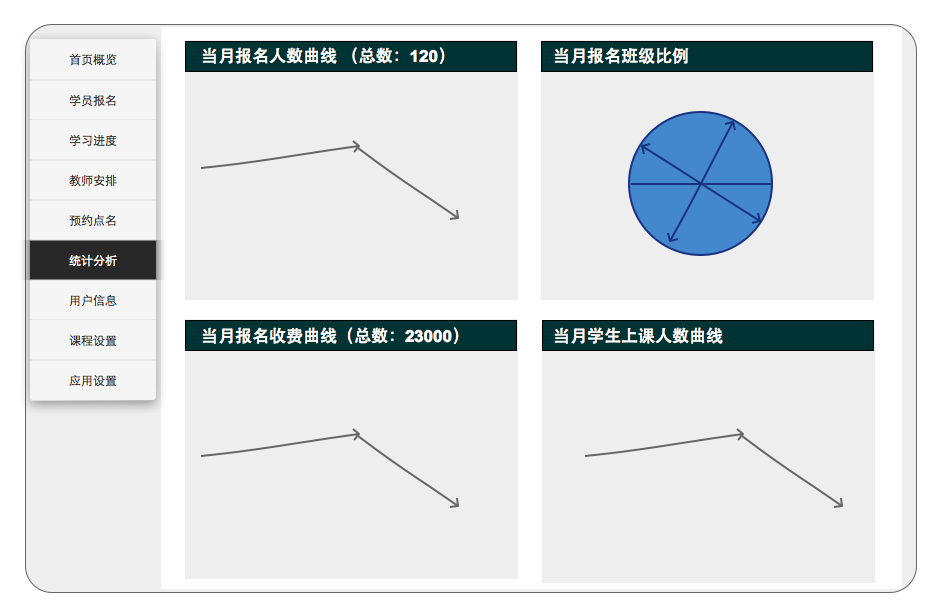 首页概览
学员报名
学习进度
教师安排
预约点名
统计分析
用户信息
课程设置
应用设置
当月报名人数曲线 （总数：120）
当月报名班级比例
当月报名收费曲线（总数：23000）
当月学生上课人数曲线